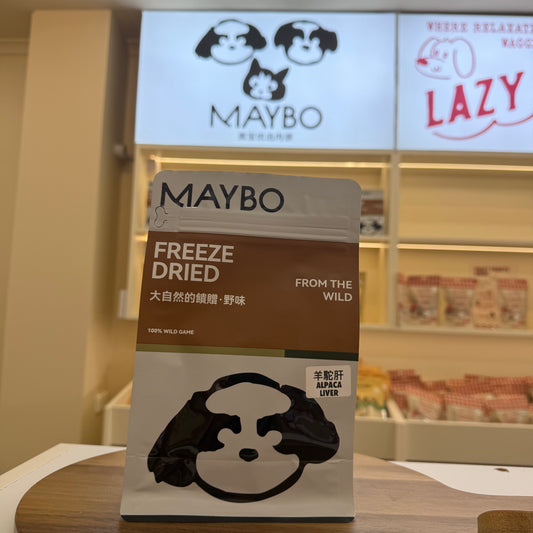 MAYBO
WHERE RELAXATI
WAGG
LAZY
MAYBO
FREEZE
DRIED
大自然的饋贈·野味
FROM THE
WILD
100% WILD GAME
羊駝肝
ALPACA
LIVER